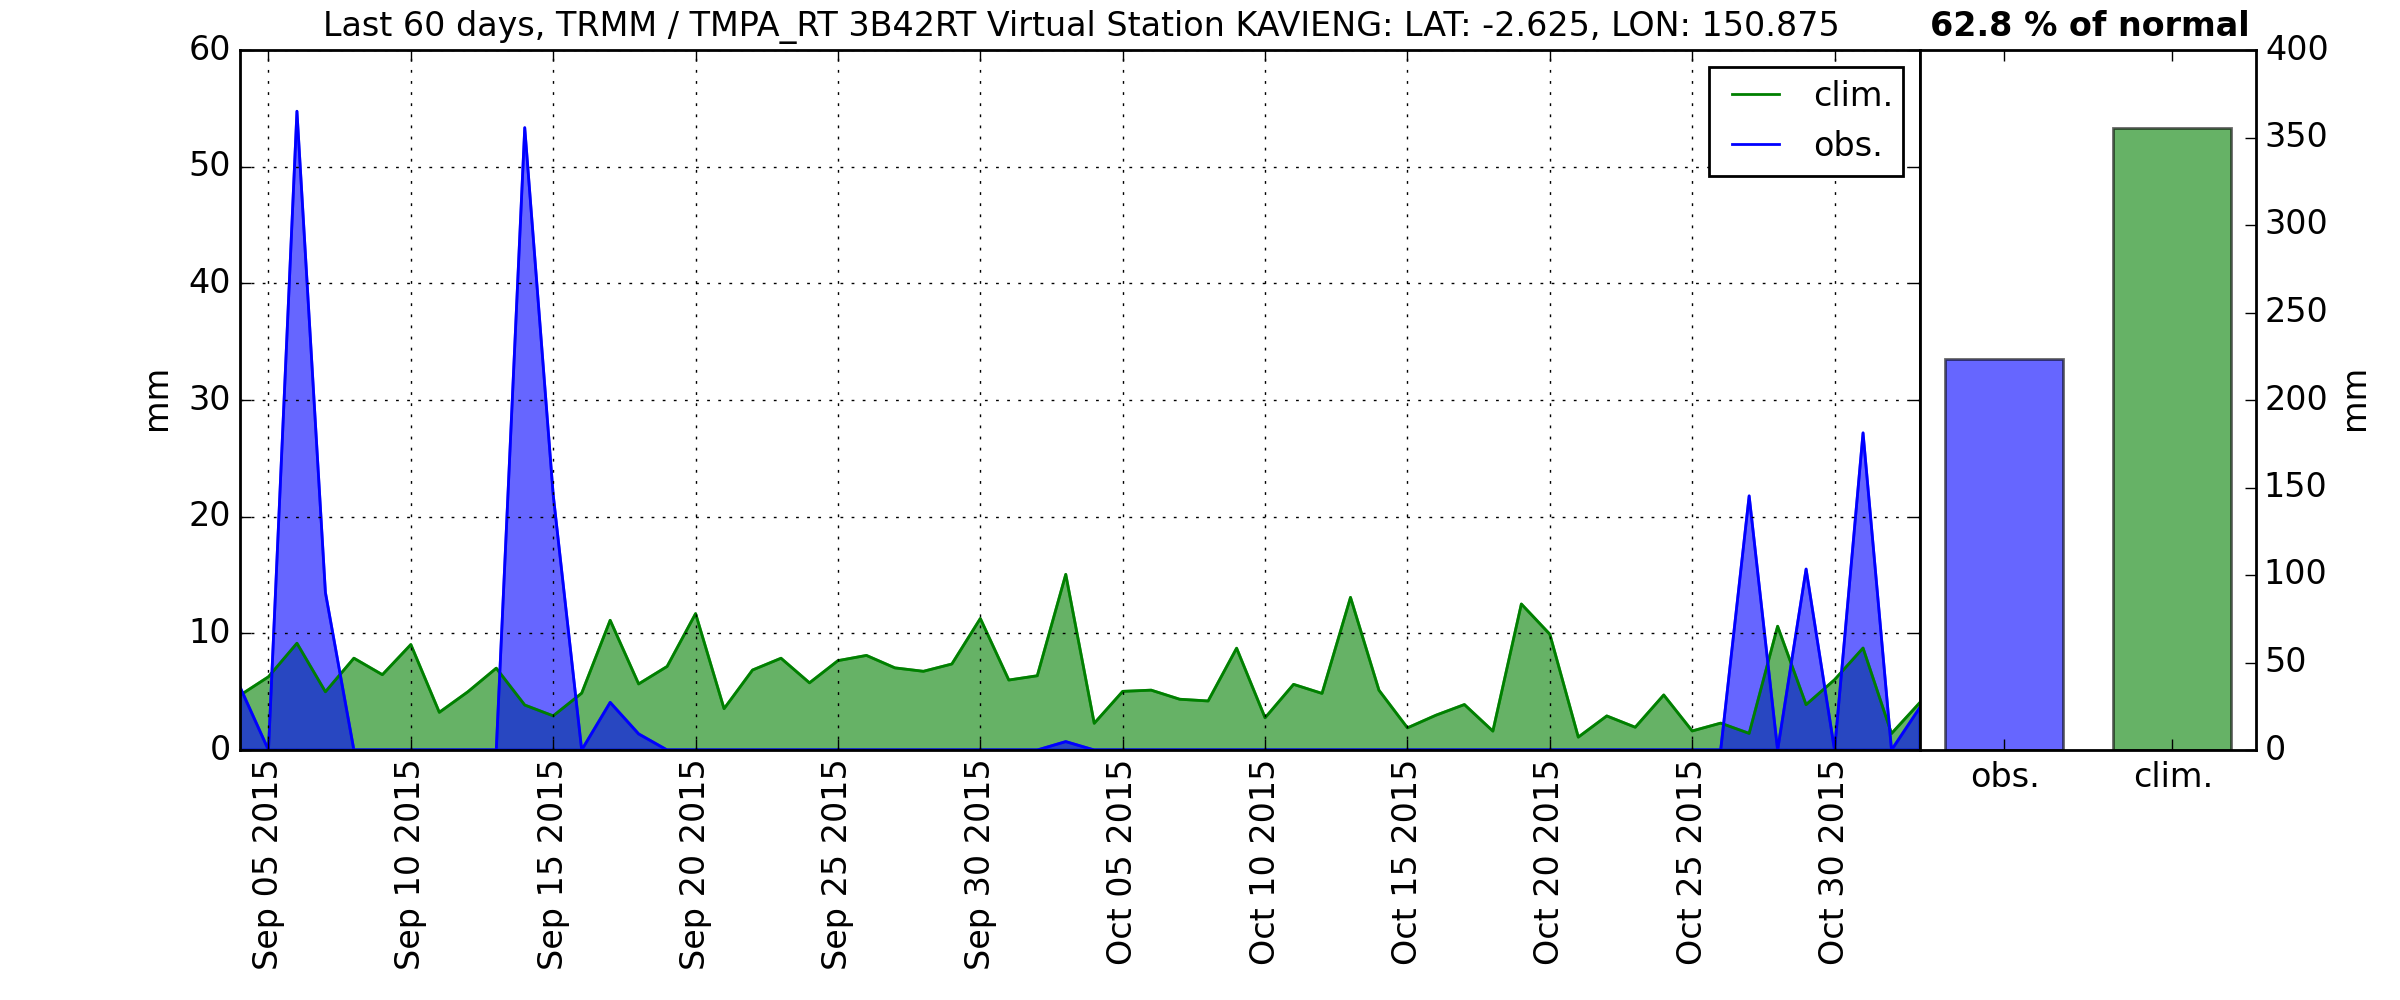 Last 60 days, TRMM / TMPA_RT 3B42RT Virtual Station KAVIENG: LAT: -2.625, LON: 150.875
62.8 % of normal
60
50
40
30
20
10
0
mm
clim.
obs.
400
350
300
250
200
150
100
50
0
mm
Sep 05 2015
Sep 10 2015
Sep 15 2015
Sep 20 2015
Sep 25 2015
Sep 30 2015
Oct 05 2015
Oct 10 2015
Oct 15 2015
Oct 20 2015
Oct 25 2015
Oct 30 2015
obs.
clim.